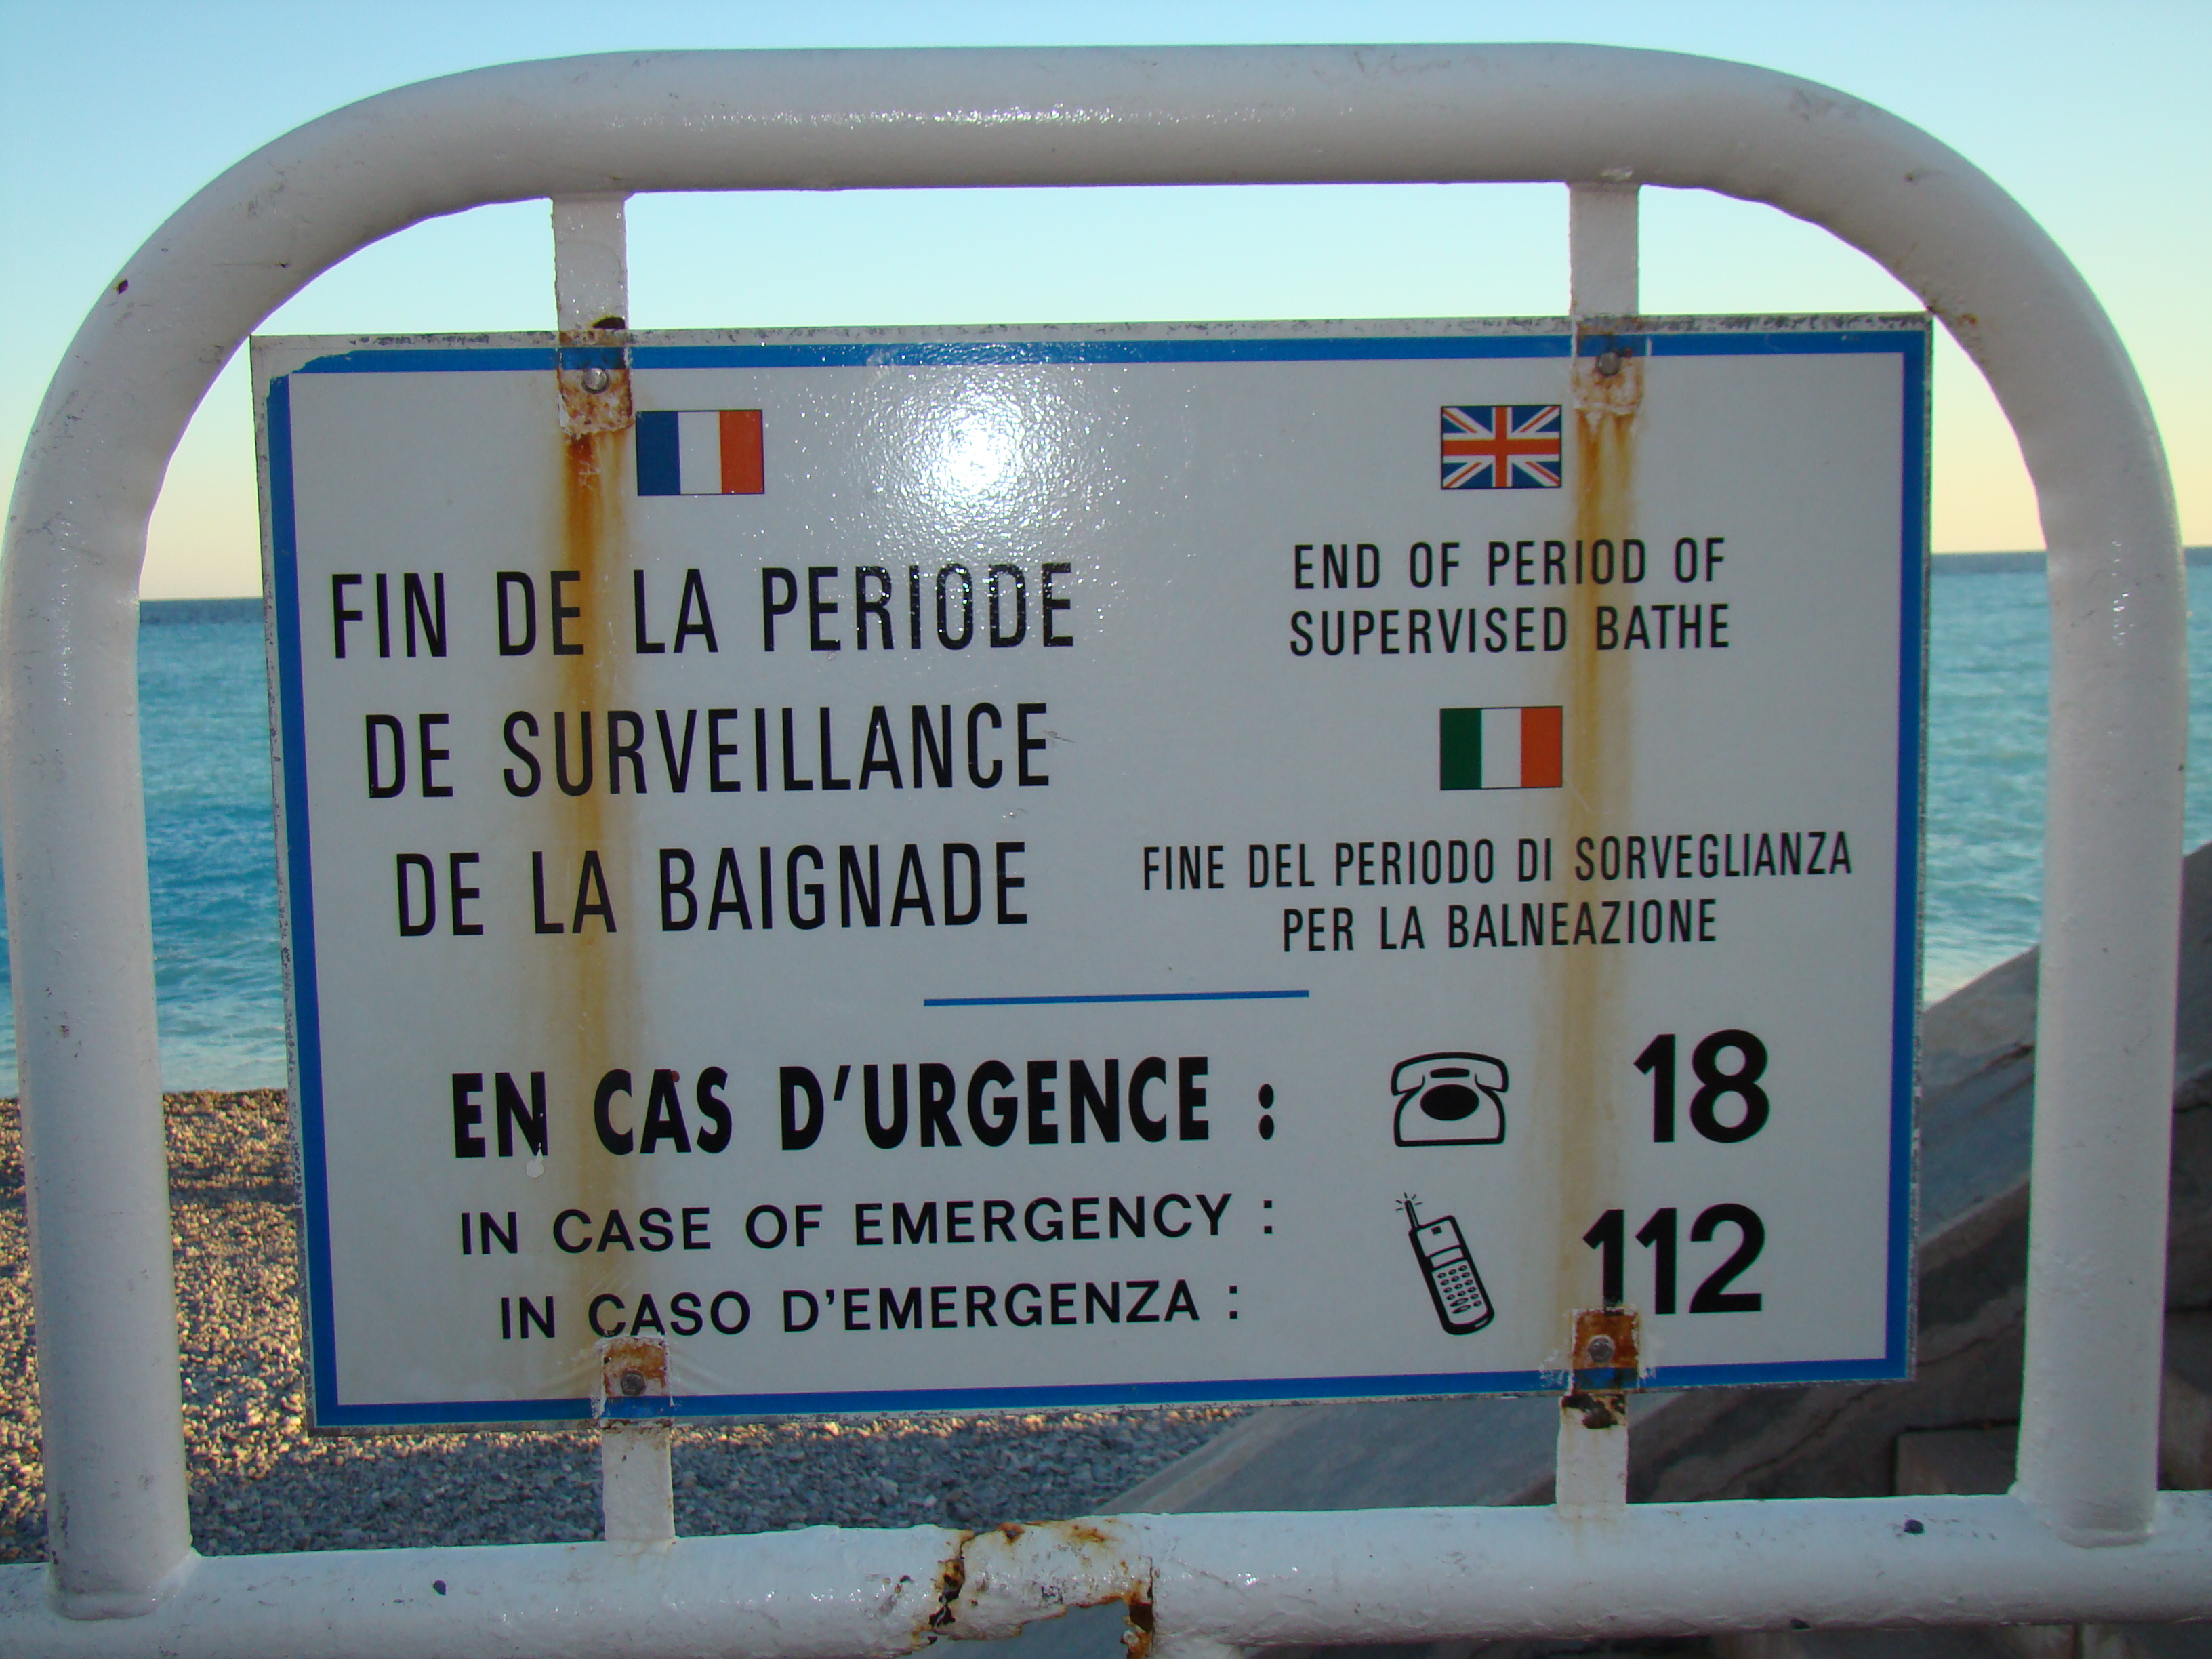 FIN DE LA PERIODE
DE SURVEILLANCE
DE LA BAIGNADE
END OF PERIOD OF
SUPERVISED BATHE
FINE DEL PERIODO DI SORVEGLIANZA
PER LA BALNEAZIONE
EN CAS D'URGENCE : 18
IN CASE OF EMERGENCY : 112
IN CASO D'EMERGENZA :